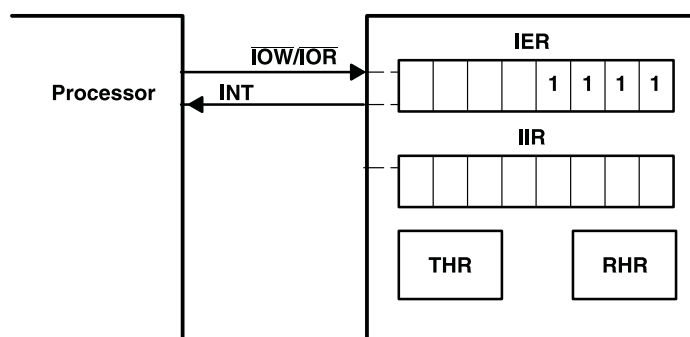 IER
IOW/IOR
1 1 1 1
Processor
INT
IIR
THR
RHR